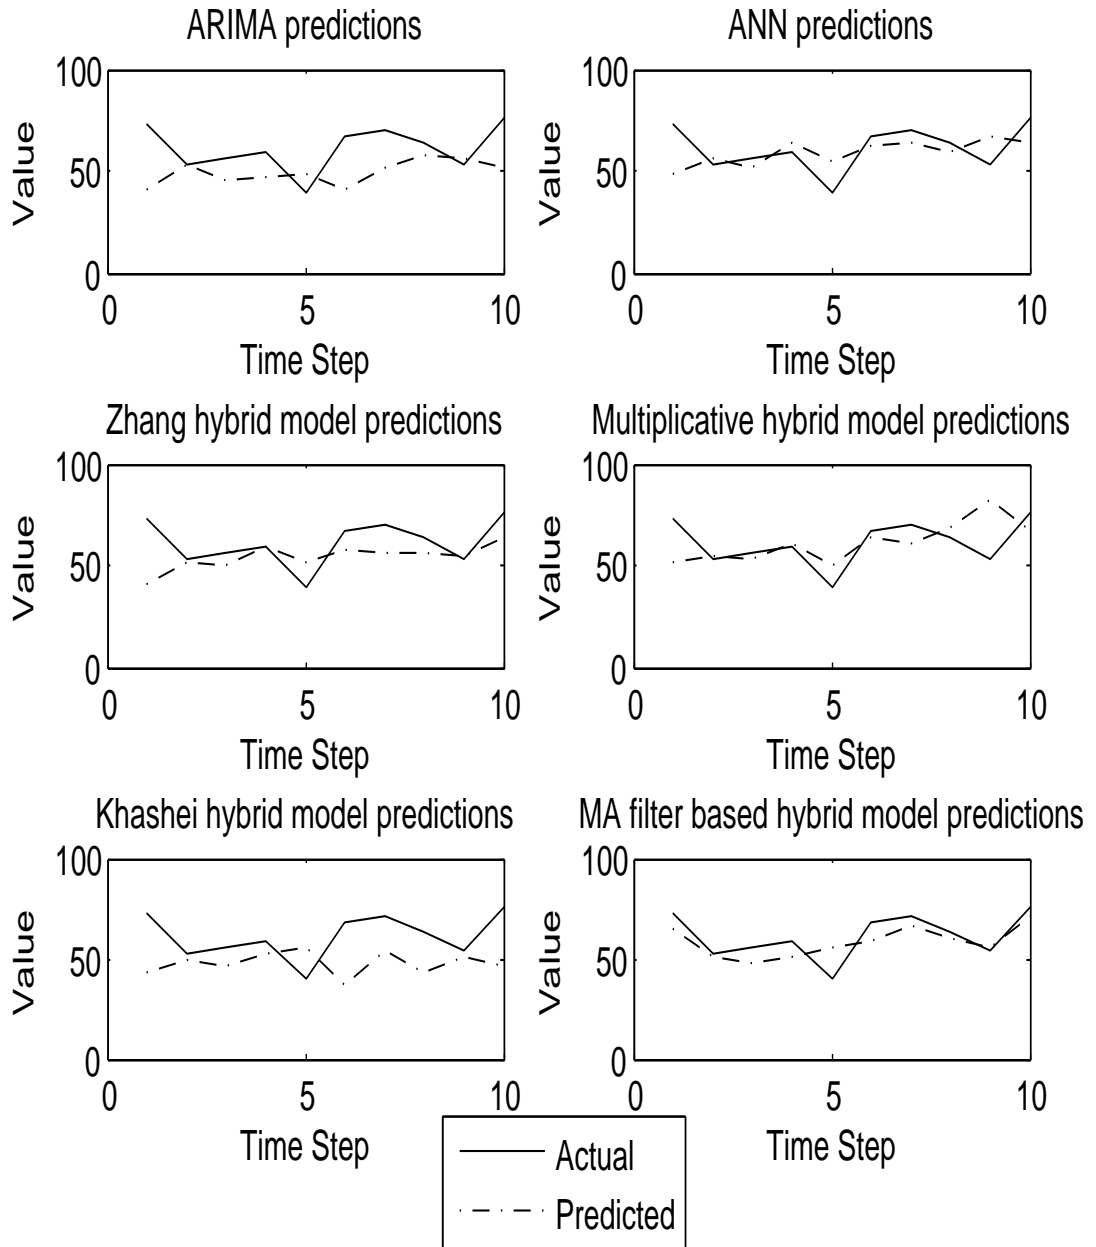 ARIMA predictions
100
50
0
Value
0 5 10
Time Step
ANN predictions
100
50
0
Value
0 5 10
Time Step
Zhang hybrid model predictions
100
50
0
Value
0 5 10
Time Step
Multiplicative hybrid model predictions
100
50
0
Value
0 5 10
Time Step
Khashei hybrid model predictions
100
50
0
Value
0 5 10
Time Step
MA filter based hybrid model predictions
100
50
0
Value
0 5 10
Time Step
Actual
Predicted